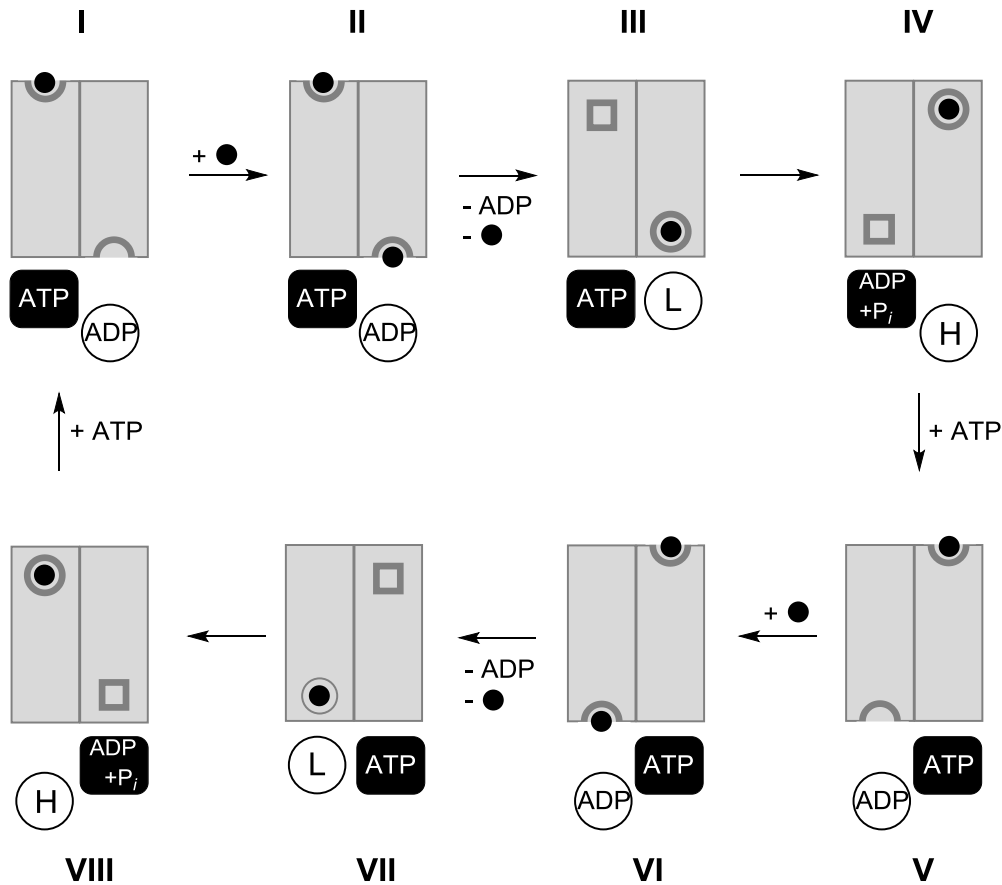 I II III IV
+
ATP ADP
ATP ADP
- ADP
-
ATP L
ADP
+Pi
H
+ ATP
+ ATP
H
ADP
+Pi
L ATP
- ADP
-
ADP ATP
+
ADP ATP
VIII VII VI V